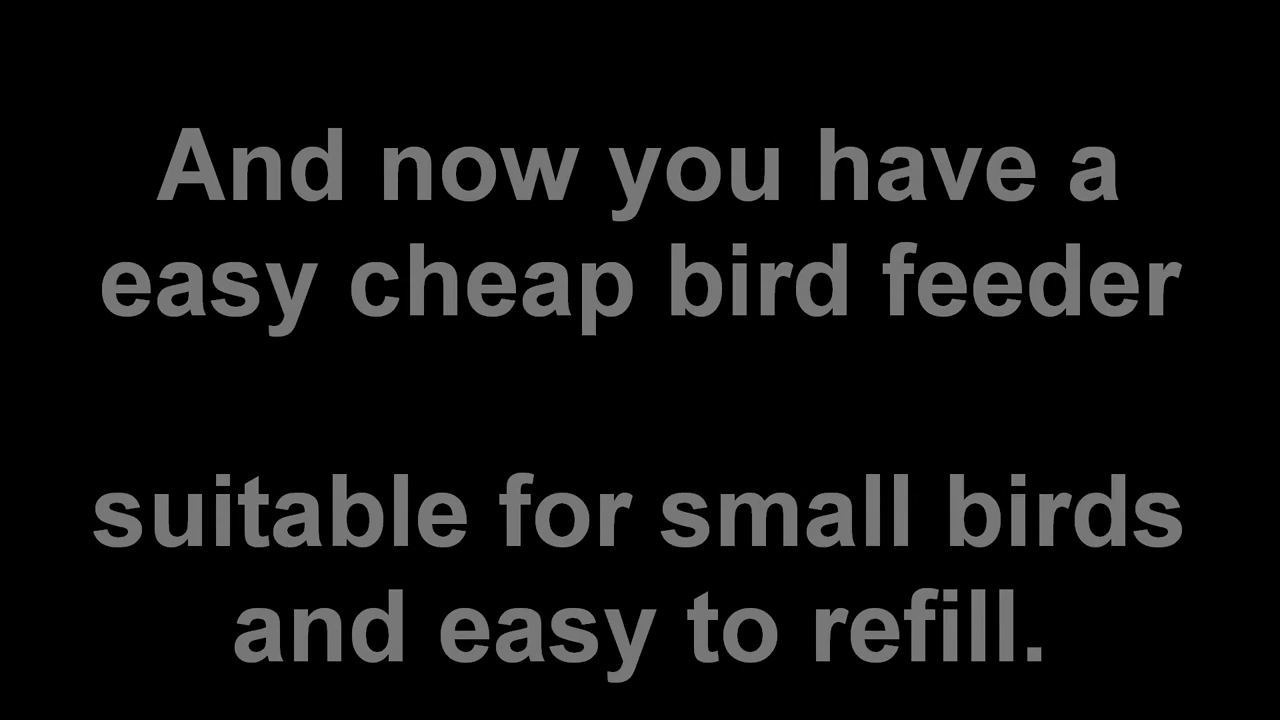 And now you have a
easy cheap bird feeder
suitable for small birds
and easy to refill.